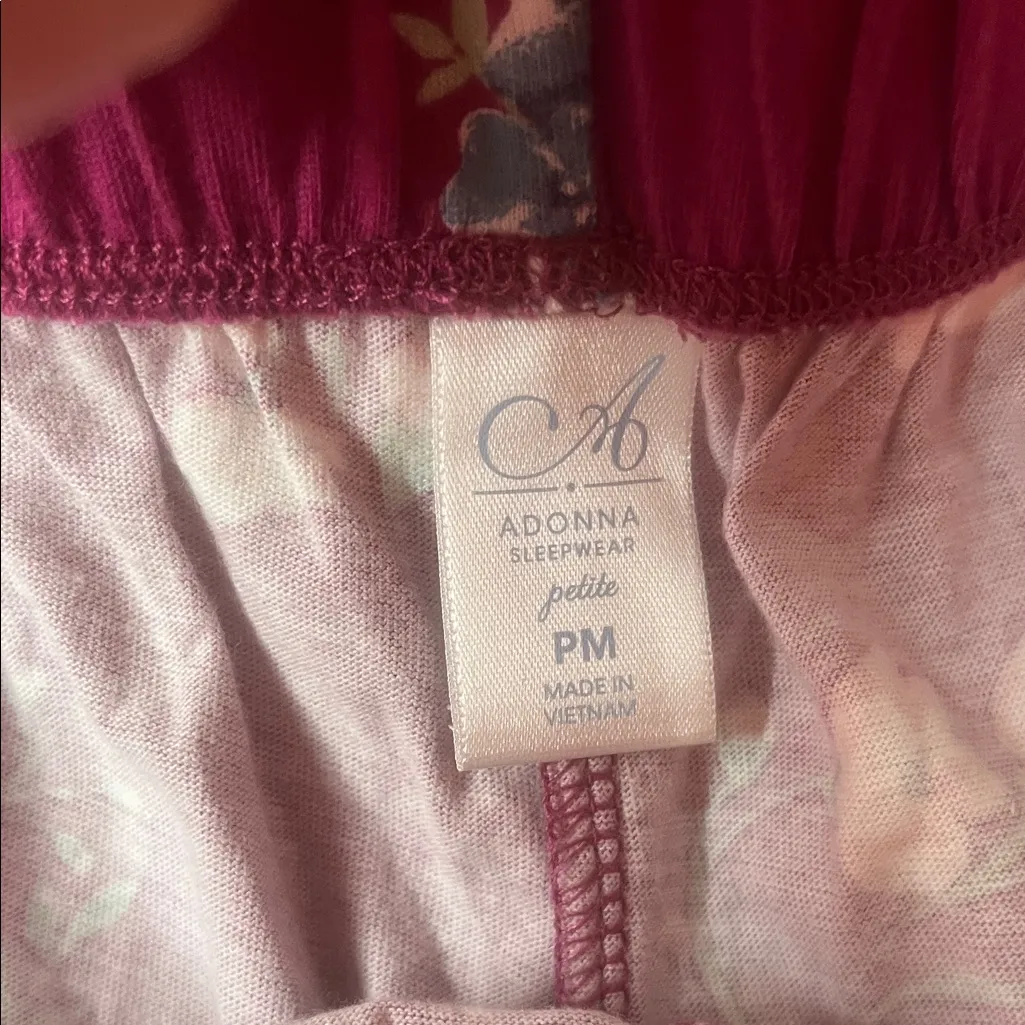 A
ADONNA
SLEEPWEAR
petite
PM
MADE IN
VIETNAM